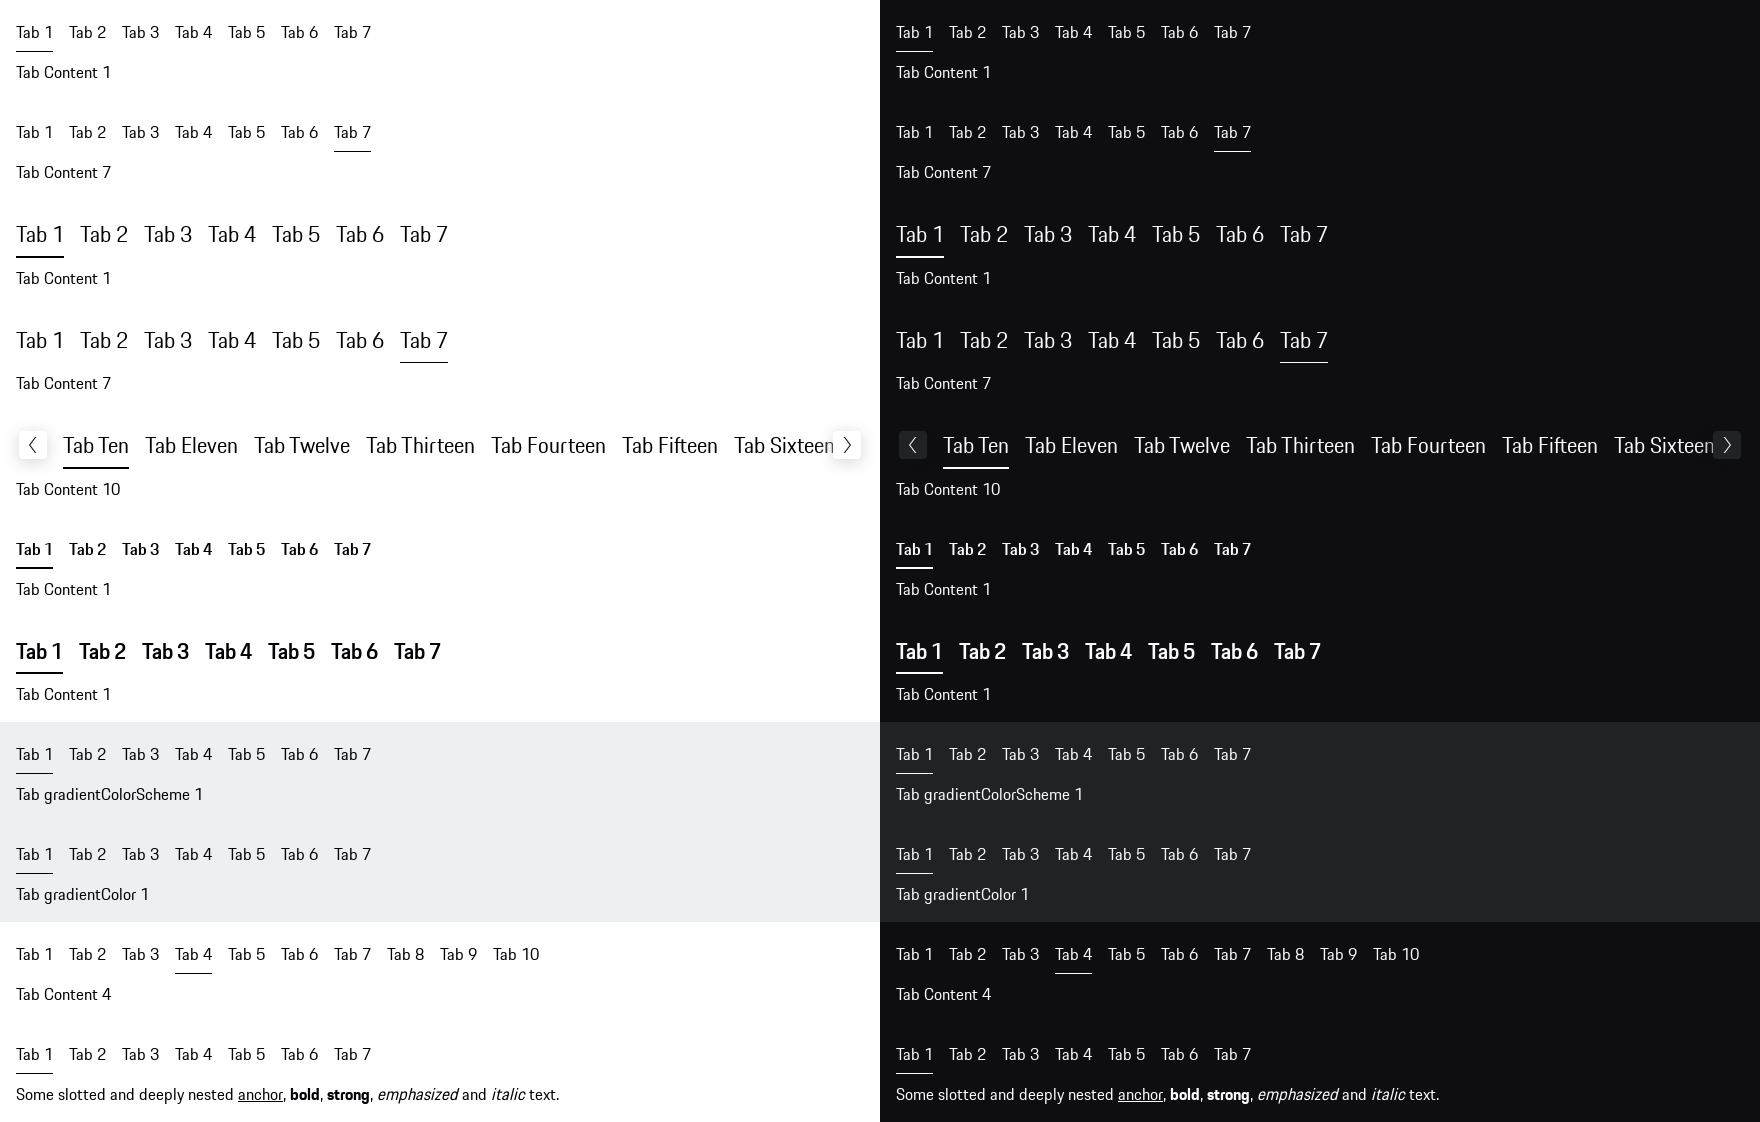 Tab 1 Tab 2 Tab 3 Tab 4 Tab 5 Tab 6 Tab 7
Tab Content 1
Tab 1 Tab 2 Tab 3 Tab 4 Tab 5 Tab 6 Tab 7
Tab Content 7
Tab 1 Tab 2 Tab 3 Tab 4 Tab 5 Tab 6 Tab 7
Tab Content 1
Tab 1 Tab 2 Tab 3 Tab 4 Tab 5 Tab 6 Tab 7
Tab Content 7
Tab Ten Tab Eleven Tab Twelve Tab Thirteen Tab Fourteen Tab Fifteen Tab Sixteen
Tab Content 10
Tab 1 Tab 2 Tab 3 Tab 4 Tab 5 Tab 6 Tab 7
Tab Content 1
Tab 1 Tab 2 Tab 3 Tab 4 Tab 5 Tab 6 Tab 7
Tab Content 1
Tab 1 Tab 2 Tab 3 Tab 4 Tab 5 Tab 6 Tab 7
Tab gradientColorScheme 1
Tab 1 Tab 2 Tab 3 Tab 4 Tab 5 Tab 6 Tab 7
Tab gradientColor 1
Tab 1 Tab 2 Tab 3 Tab 4 Tab 5 Tab 6 Tab 7 Tab 8 Tab 9 Tab 10
Tab Content 4
Tab 1 Tab 2 Tab 3 Tab 4 Tab 5 Tab 6 Tab 7
Some slotted and deeply nested anchor, bold, strong, emphasized and italic text.
Tab 1 Tab 2 Tab 3 Tab 4 Tab 5 Tab 6 Tab 7
Tab Content 1
Tab 1 Tab 2 Tab 3 Tab 4 Tab 5 Tab 6 Tab 7
Tab Content 7
Tab 1 Tab 2 Tab 3 Tab 4 Tab 5 Tab 6 Tab 7
Tab Content 1
Tab 1 Tab 2 Tab 3 Tab 4 Tab 5 Tab 6 Tab 7
Tab Content 7
Tab Ten Tab Eleven Tab Twelve Tab Thirteen Tab Fourteen Tab Fifteen Tab Sixteen
Tab Content 10
Tab 1 Tab 2 Tab 3 Tab 4 Tab 5 Tab 6 Tab 7
Tab Content 1
Tab 1 Tab 2 Tab 3 Tab 4 Tab 5 Tab 6 Tab 7
Tab Content 1
Tab 1 Tab 2 Tab 3 Tab 4 Tab 5 Tab 6 Tab 7
Tab gradientColorScheme 1
Tab 1 Tab 2 Tab 3 Tab 4 Tab 5 Tab 6 Tab 7
Tab gradientColor 1
Tab 1 Tab 2 Tab 3 Tab 4 Tab 5 Tab 6 Tab 7 Tab 8 Tab 9 Tab 10
Tab Content 4
Tab 1 Tab 2 Tab 3 Tab 4 Tab 5 Tab 6 Tab 7
Some slotted and deeply nested anchor, bold, strong, emphasized and italic text.